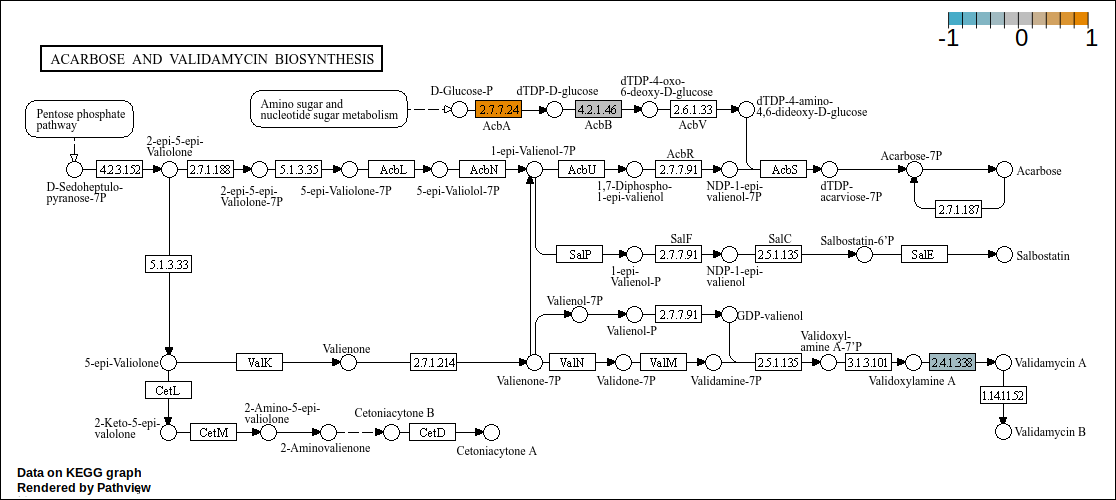 -1 0 1
ACARBOSE AND VALIDAMYCIN BIOSYNTHESIS
Pentose phosphate
pathway
Amino sugar and
nucleotide sugar metabolism
D-Glucose-P
2.7.7.24
AcbA
dTDP-D-glucose
4.2.1.46
AcbB
dTDP-4-oxo-
6-deoxy-D-glucose
2.6.1.33
AcbV
dTDP-4-amino-
4,6-dideoxy-D-glucose
D-Sedoheptulo-
pyranose-7P
4.2.3.152
2-epi-5-epi-
Valiolone
2.7.1.188
2-epi-5-epi-
Valiolone-7P
5.1.3.35
5-epi-Valiolone-7P
AcbL
5-epi-Valiolol-7P
AcbN
1-epi-Valienol-7P
AcbU
1,7-Diphospho-
1-epi-valienol
AcbR
2.7.7.91
NDP-1-epi-
valienol-7P
AcbS
dTDP-
acarviose-7P
Acarbose-7P
Acarbose
2.7.1.187
5.1.3.33
SalP
1-epi-
Valienol-P
SalF
2.7.7.91
NDP-1-epi-
valienol
SalC
2.5.1.135
Salbostatin-6'P
SalE
Salbostatin
Valienol-7P
Valienol-P
2.7.7.91
GDP-valienol
5-epi-Valiolone
ValK
Valienone
2.7.1.214
Valienone-7P
ValN
Validone-7P
ValM
Validamine-7P
2.5.1.135
Validoxyl-
amine A-7'P
3.1.3.101
Validoxylamine A
2.4.1.338
Validamycin A
1.14.11.52
Validamycin B
CetL
2-Keto-5-epi-
valolone
CetM
2-Amino-5-epi-
valiolone
2-Aminovalienone
Cetoniacytone B
CetD
Cetoniacytone A
Data on KEGG graph
Rendered by Pathview